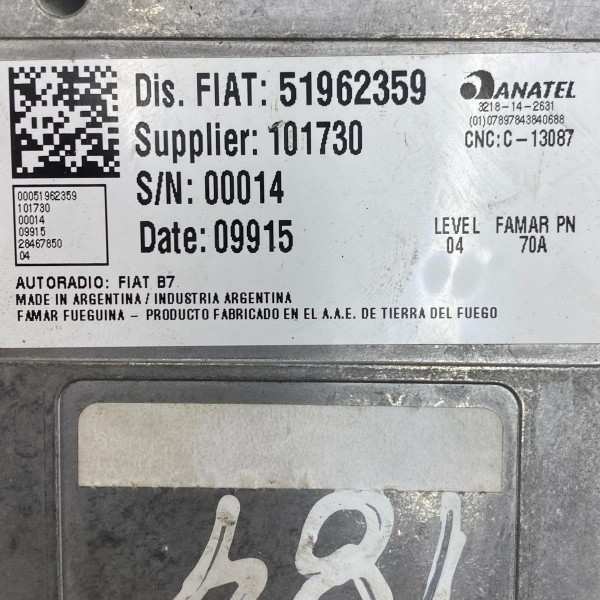 Dis. FIAT: 51962359
Supplier: 101730
S/N: 00014
Date: 09915
ANATEL
3218-14-2631
(01)07897843840688
CNC: C-13087
LEVEL FAMAR PN
04 70A
00051962359
101730
00014
09915
28467850
04
AUTORADIO: FIAT B7
MADE IN ARGENTINA / INDUSTRIA ARGENTINA
FAMAR FUEGUINA - PRODUCTO FABRICADO EN EL A.A.E. DE TIERRA DEL FUEGO